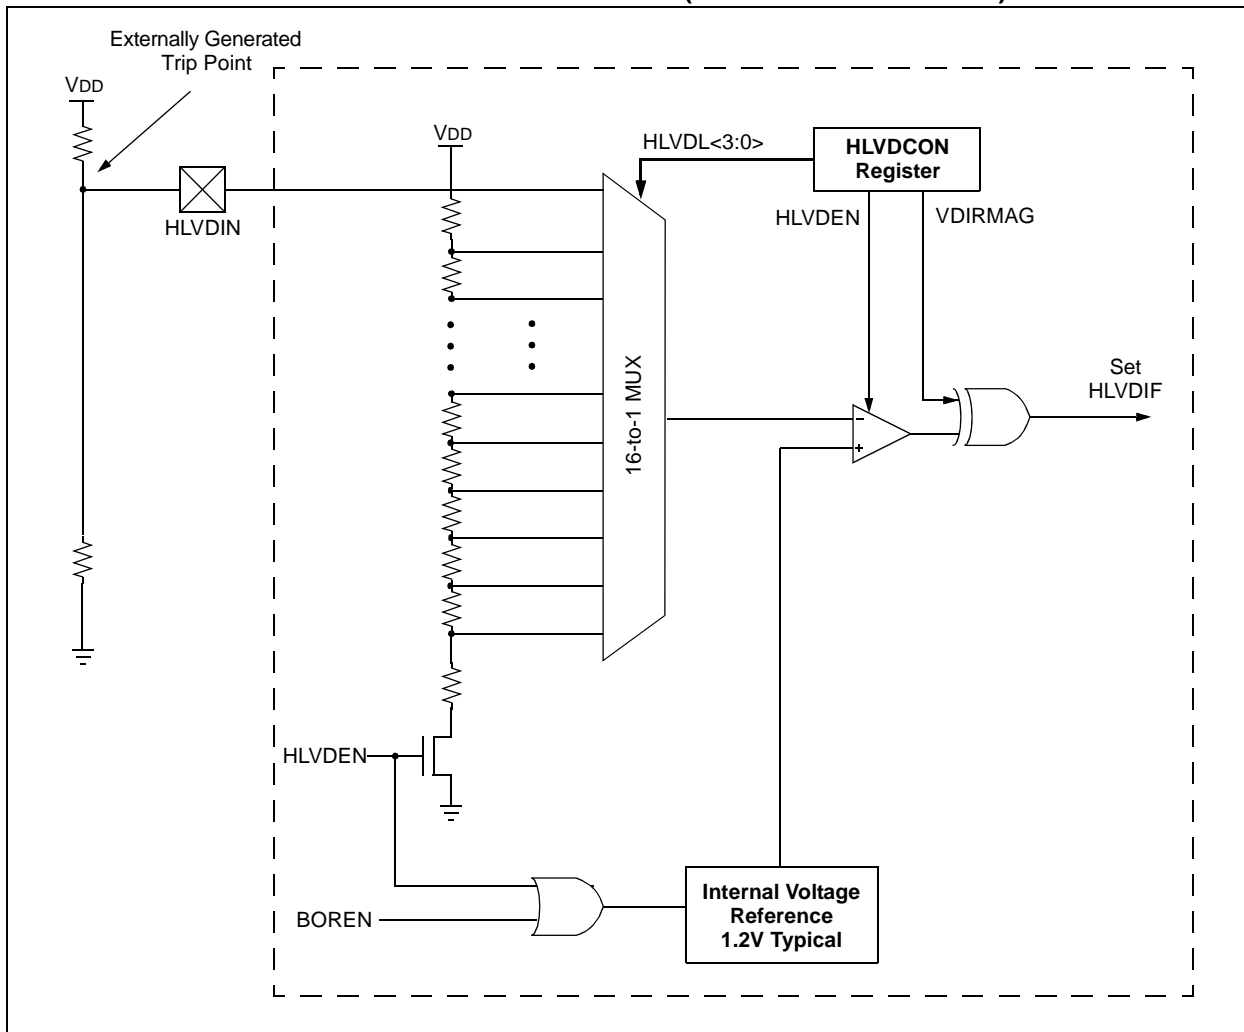 Externally Generated
Trip Point
VDD
VDD
HLVDIN
HLVDL<3:0>
HLVDCON
Register
HLVDEN
VDIRMAG
16-to-1 MUX
-
+
Set
HLVDIF
HLVDEN
BOREN
Internal Voltage
Reference
1.2V Typical